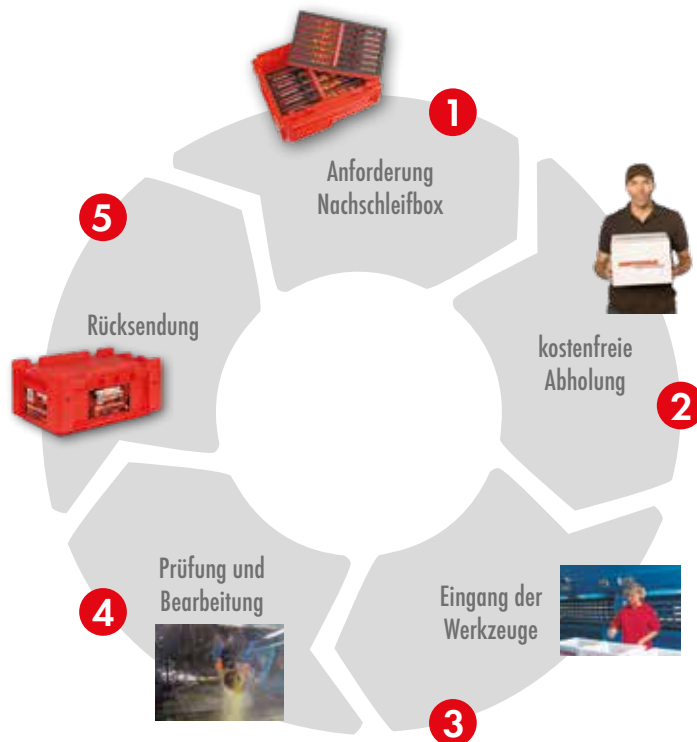 1
Anforderung
Nachschleifbox
2
kostenfreie
Abholung
3
Eingang der
Werkzeuge
4
Prüfung und
Bearbeitung
5
Rücksendung